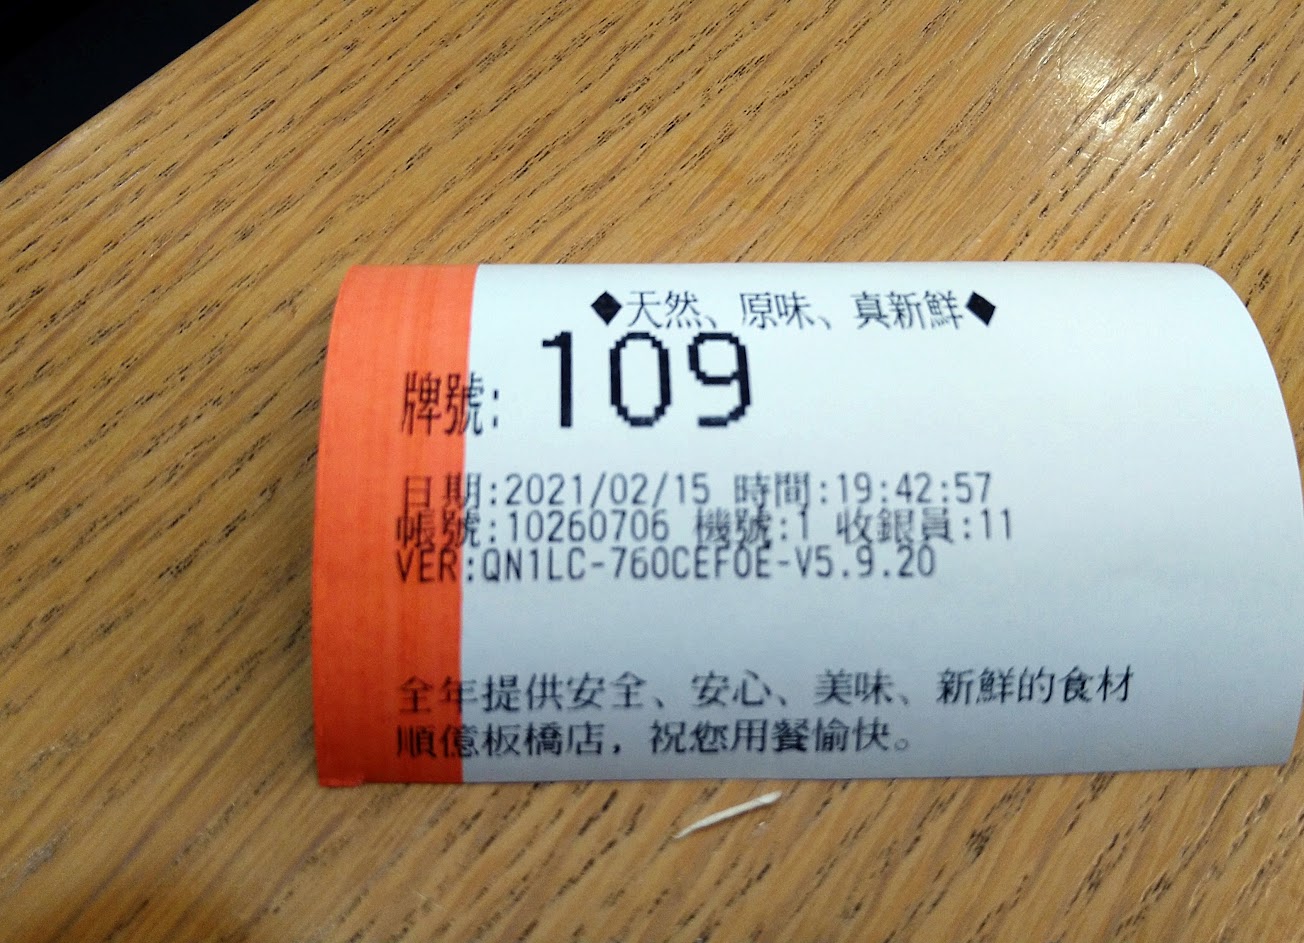 ◆天然、原味、真新鮮◆
牌號: 109
日期:2021/02/15 時間:19:42:57
帳號:10260706 機號:1 收銀員:11
VER:QN1LC-760CEF0E-V5.9.20
全年提供安全、安心、美味、新鮮的食材
順億板橋店，祝您用餐愉快。